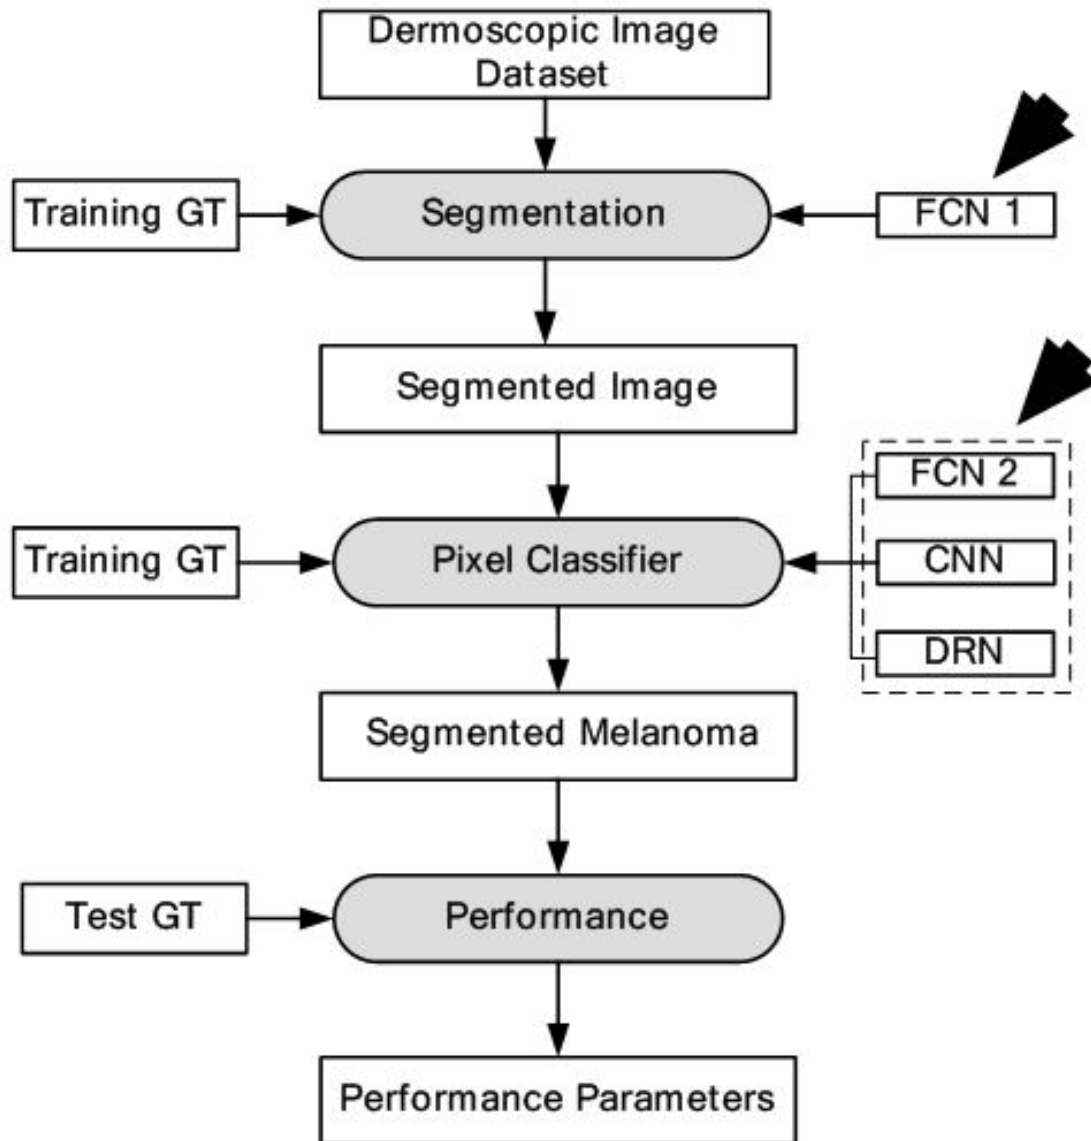 Dermoscopic Image
Dataset
Training GT
Segmentation
FCN 1
Segmented Image
FCN 2
Training GT
Pixel Classifier
CNN
DRN
Segmented Melanoma
Test GT
Performance
Performance Parameters